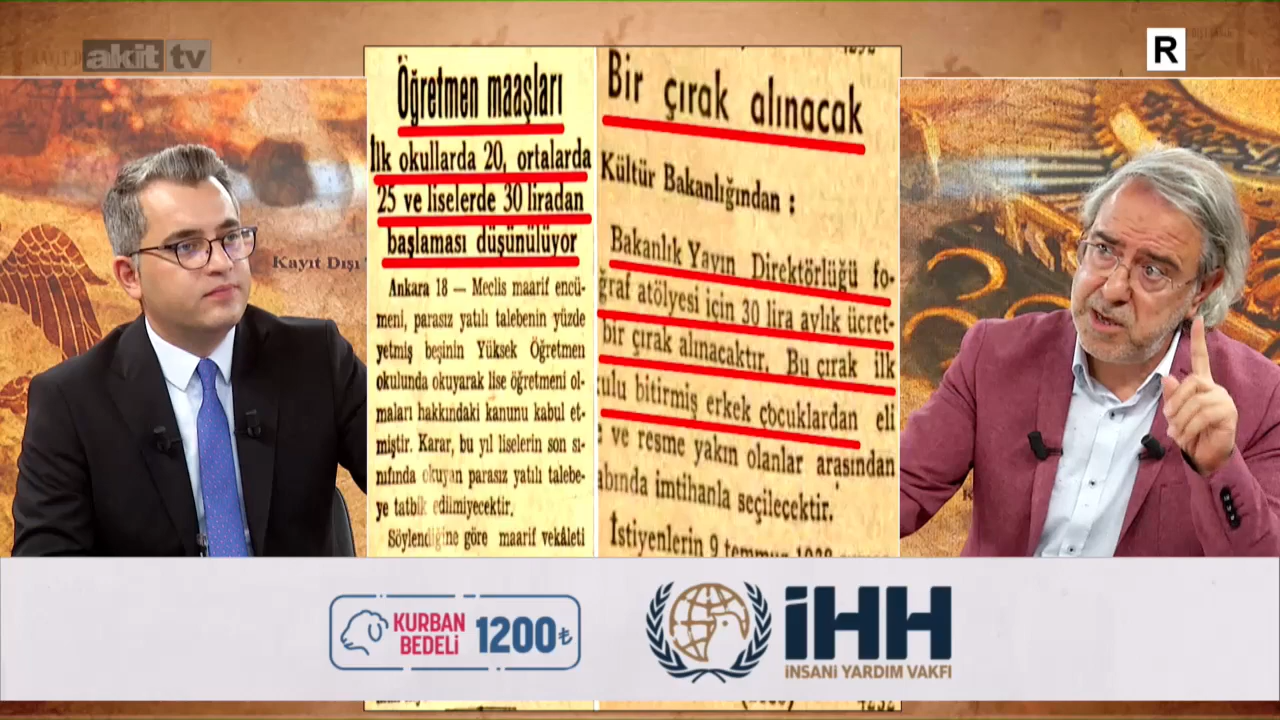 akit tv
R
4292
Öğretmen maaşları
İlk okullarda 20, ortalarda
25 ve liselerde 30 liradan
başlaması düşünülüyor
Ankara 18 — Meclis maarif encü-
meni, parasız yatılı talebenin yüzde
yetmiş beşinin Yüksek Öğretmen
okulunda okuyarak lise öğretmeni ol-
maları hakkındaki kanunu kabul et-
miştir. Karar, bu yıl liselerin son sı-
nıfında okuyan parasız yatılı talebe-
ye tatbik edilmiyecektir.
Söylendiğine göre maarif vekâleti
Bir çırak alınacak
Kültür Bakanlığından :
Bakanlık Yayın Direktörlüğü fo-
ğraf atölyesi için 30 lira aylık ücret-
bir çırak alınacaktır. Bu çırak ilk
ulu bitirmiş erkek çocuklardan eli
ve resme yakın olanlar arasından
abında imtihanla seçilecektir.
İstiyenlerin 9 temmuz 1938
Kayıt Dışı
KURBAN
BEDELİ 1200₺
İHH
İNSANİ YARDIM VAKFI
4252